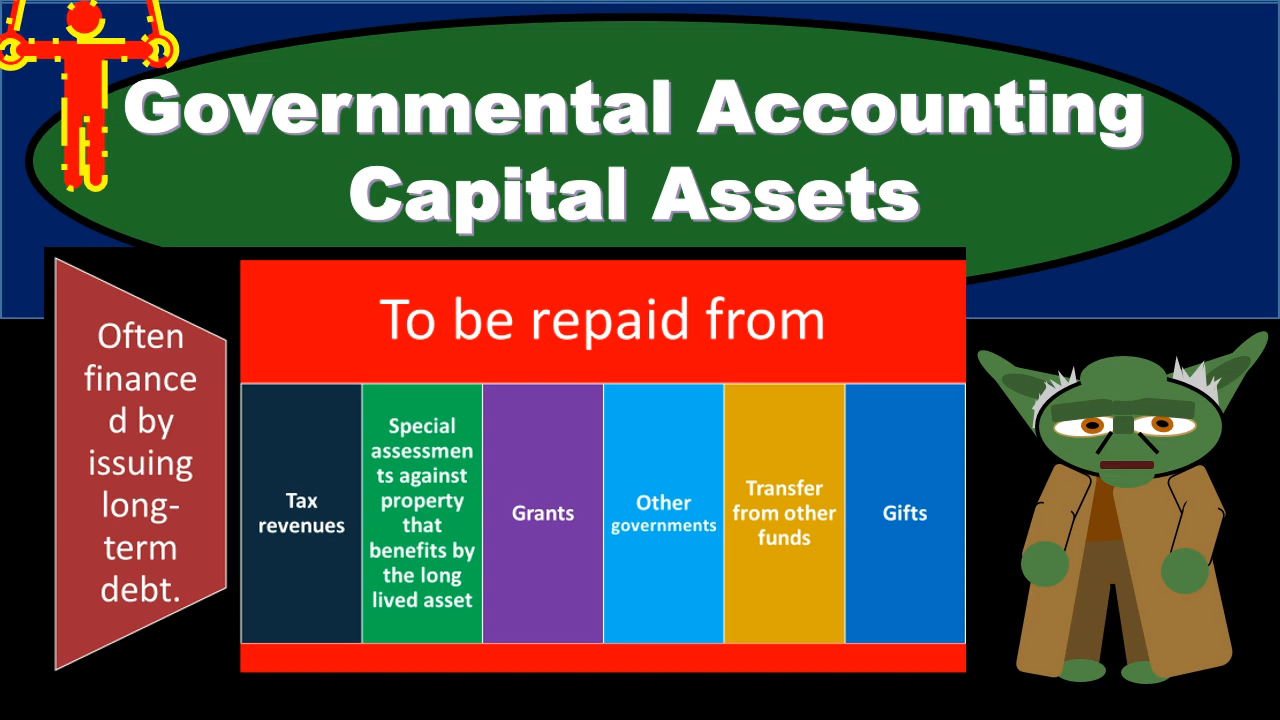 Governmental Accounting
Capital Assets
Often
finance
d by
issuing
long-
term
debt.
To be repaid from
Tax
revenues
Special
assessmen
ts against
property
that
benefits by
the long
lived asset
Grants
Other
governments
Transfer
from other
funds
Gifts